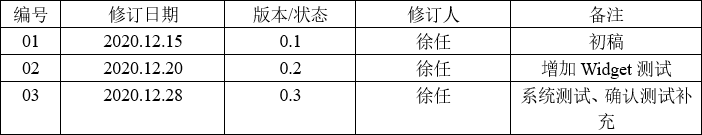 编号 修订日期 版本/状态 修订人 备注
01 2020.12.15 0.1 徐任 初稿
02 2020.12.20 0.2 徐任 增加 Widget 测试
03 2020.12.28 0.3 徐任 系统测试、确认测试补
充